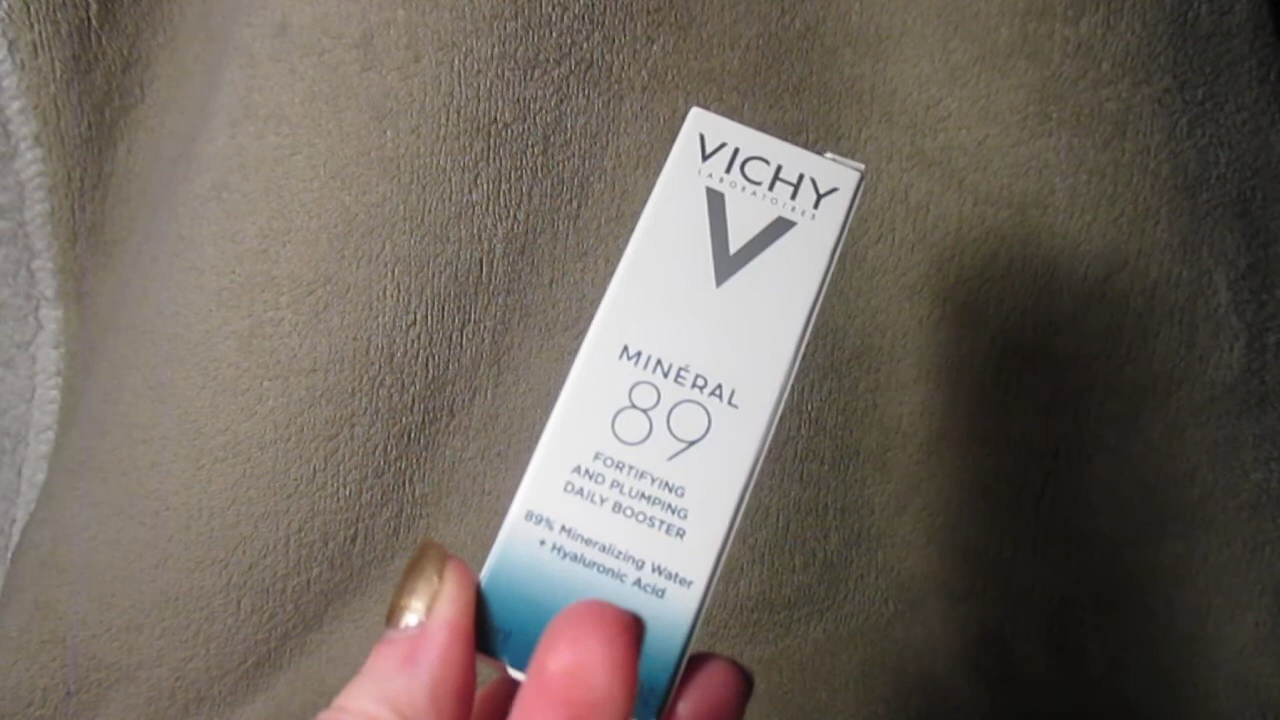 VICHY
LABORATOIRES
V
MINÉRAL
89
FORTIFYING
AND PLUMPING
DAILY BOOSTER
89% Mineralizing Water
+ Hyaluronic Acid